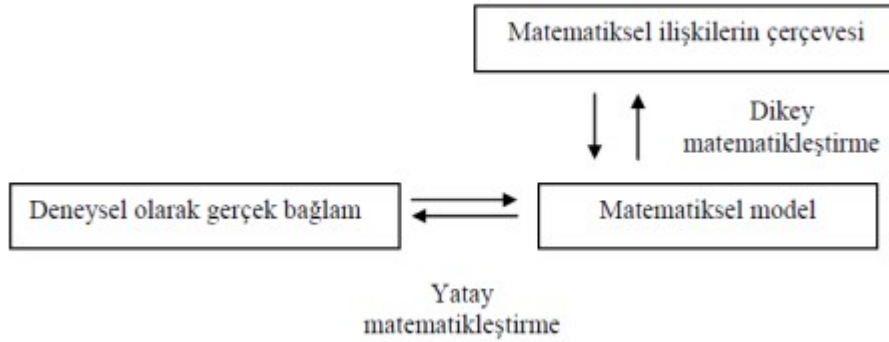 Matematiksel ilişkilerin çerçevesi
Dikey
matematikleştirme
Deneysel olarak gerçek bağlam
Matematiksel model
Yatay
matematikleştirme